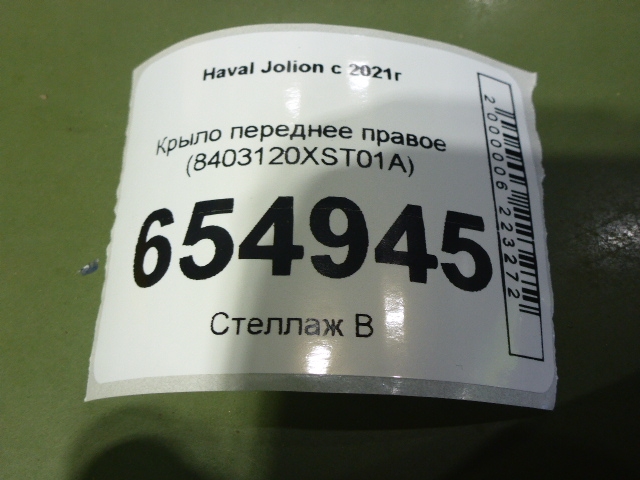 Haval Jolion с 2021г
Крыло переднее правое
(8403120XST01A)
654945
Стеллаж В
2000006223272